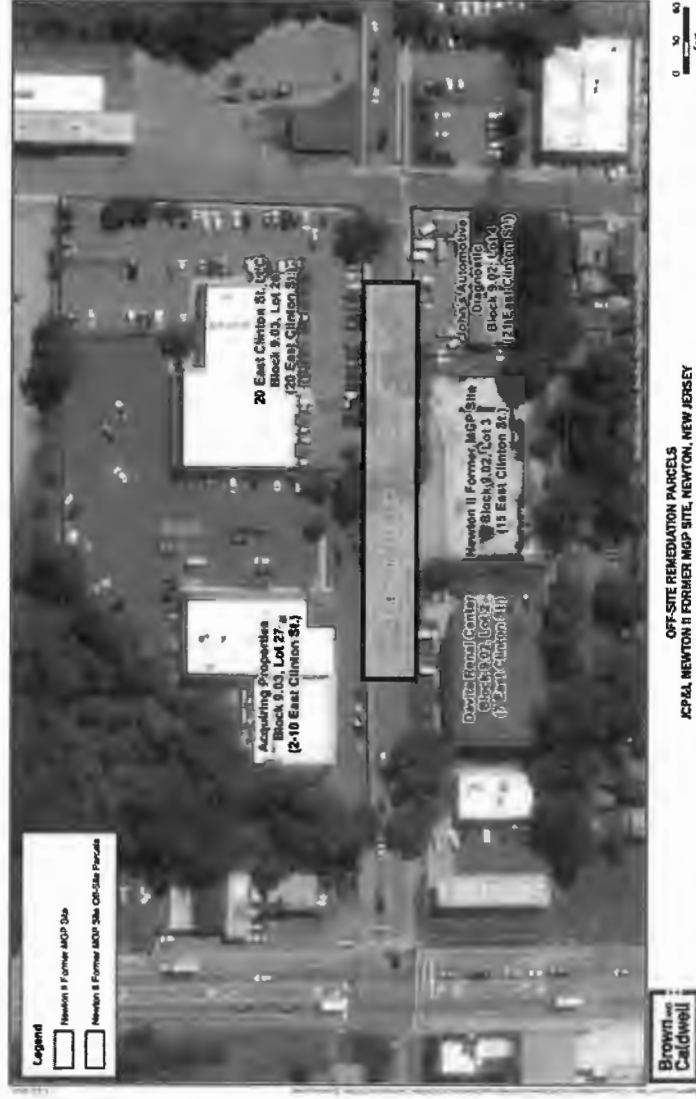 Legend
Newton II Former MGP Site
Newton II Former MGP Site Off-Site Parcels
Acquiring Properties
Block 9.03, Lot 27
(2-10 East Clinton St.)
20 East Clinton St, LLC
Block 9.03, Lot 26
(20 East Clinton St.)
Davita Renal Center
Block 9.02, Lot 2
Newton II Former MGP Site
Block 9.02, Lot 3
(15 East Clinton St.)
John's Automotive
Diagnostic
Block 9.02, Lot 4
(21 East Clinton St.)
Brown AND
Caldwell
OFF-SITE REMEDIATION PARCELS
JCP&L NEWTON II FORMER MGP SITE, NEWTON, NEW JERSEY
0 30 60
Feet